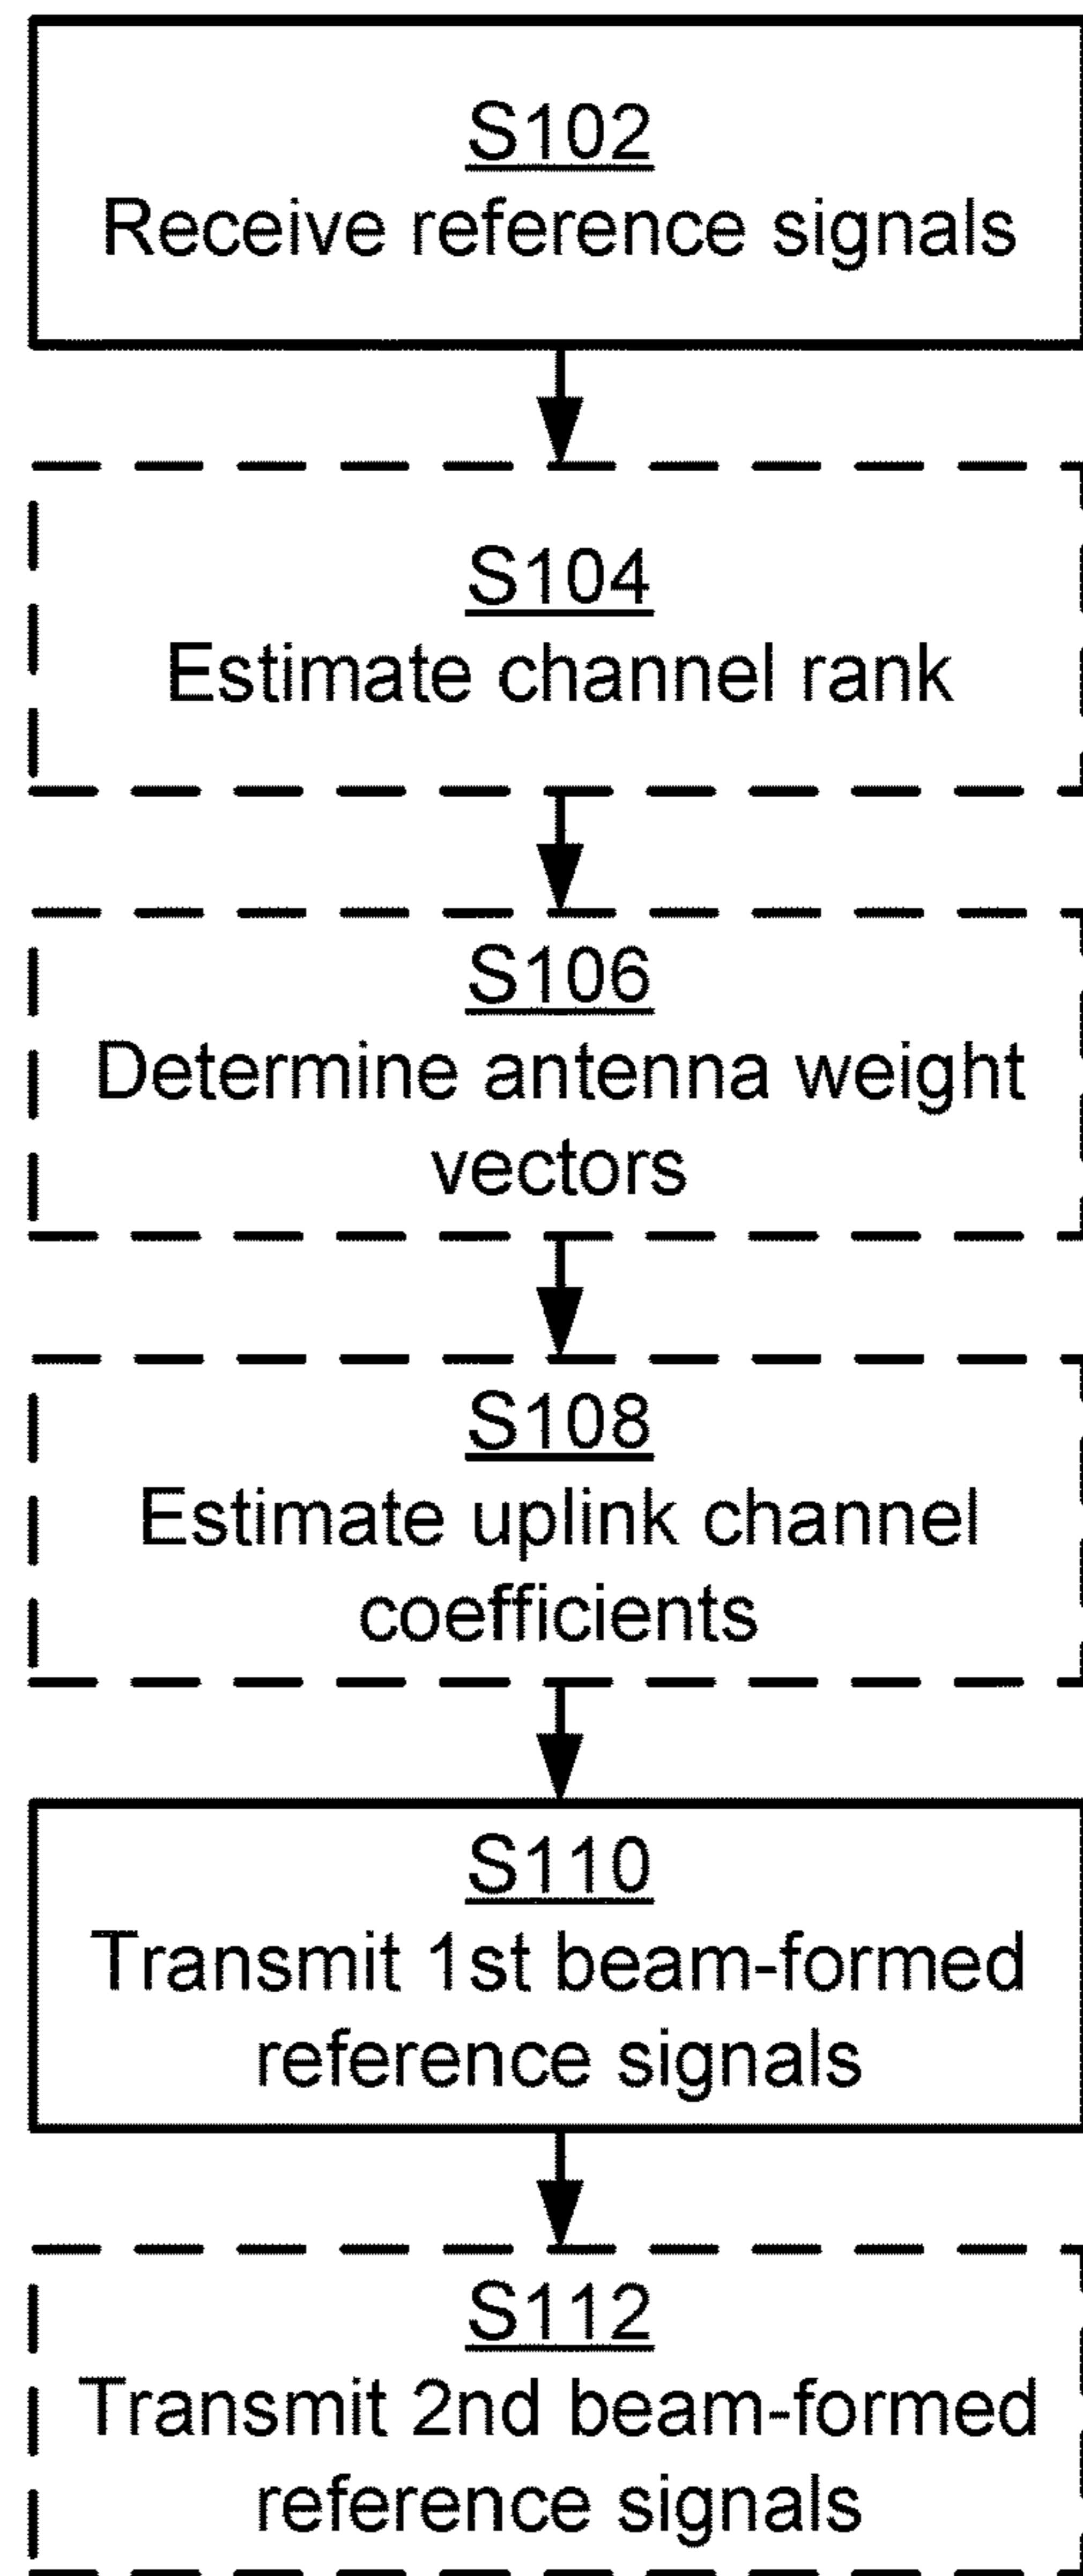 S102
Receive reference signals
S104
Estimate channel rank
S106
Determine antenna weight
vectors
S108
Estimate uplink channel
coefficients
S110
Transmit 1st beam-formed
reference signals
S112
Transmit 2nd beam-formed
reference signals